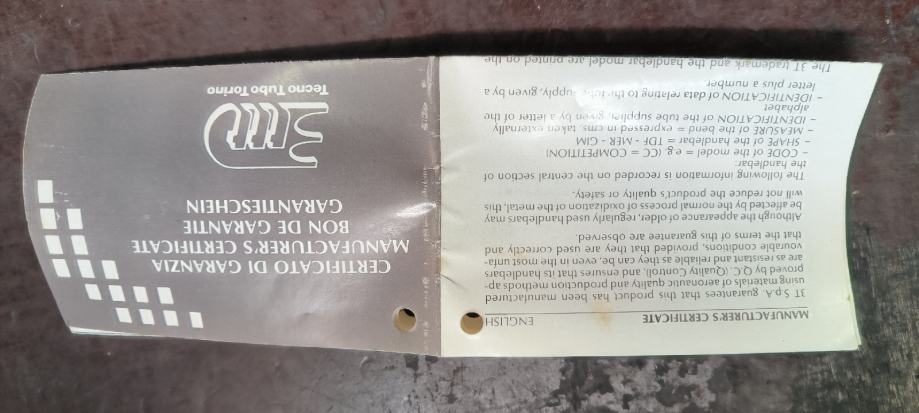 CERTIFICATO DI GARANZIA
MANUFACTURER'S CERTIFICATE
BON DE GARANTIE
GARANTIESCHEIN
Tecno Tubo Torino
MANUFACTURER'S CERTIFICATE ENGLISH
3T S.p.A. guarantees that this product has been manufactured
using materials of aeronautic quality and production methods ap-
proved by Q.C. (Quality Control), and ensures that its handlebars
are as resistant and reliable as they can be, even in the most unfa-
vourable conditions, provided that they are used correctly and
that the terms of this guarantee are observed.
Although the appearance of older, regularly used handlebars may
be affected by the normal process of oxidization of the metal, this
will not reduce the product's quality or safety.
The following information is recorded on the central section of
the handlebar:
– CODE of the model = e.g. (CC = COMPETITION)
– SHAPE of the handlebar = TDF - MER - GIM
– MEASURE of the bend = expressed in cms. taken externally
– IDENTIFICATION of the tube supplier, given by a letter of the
alphabet
– IDENTIFICATION of data relating to the tube supply, given by a
letter plus a number.
The 3T trademark and the handlebar model are printed on the